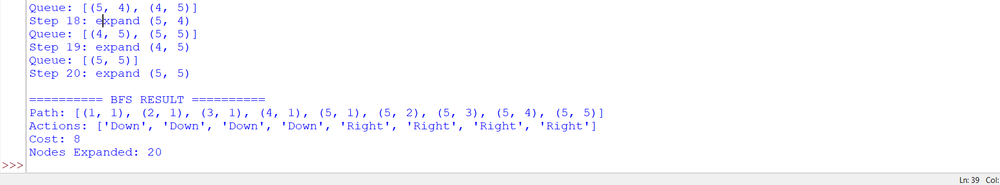 Queue: [(5, 4), (4, 5)]
Step 18: expand (5, 4)
Queue: [(4, 5), (5, 5)]
Step 19: expand (4, 5)
Queue: [(5, 5)]
Step 20: expand (5, 5)
========== BFS RESULT ==========
Path: [(1, 1), (2, 1), (3, 1), (4, 1), (5, 1), (5, 2), (5, 3), (5, 4), (5, 5)]
Actions: ['Down', 'Down', 'Down', 'Down', 'Right', 'Right', 'Right', 'Right']
Cost: 8
Nodes Expanded: 20
>>>
Ln: 39 Col: